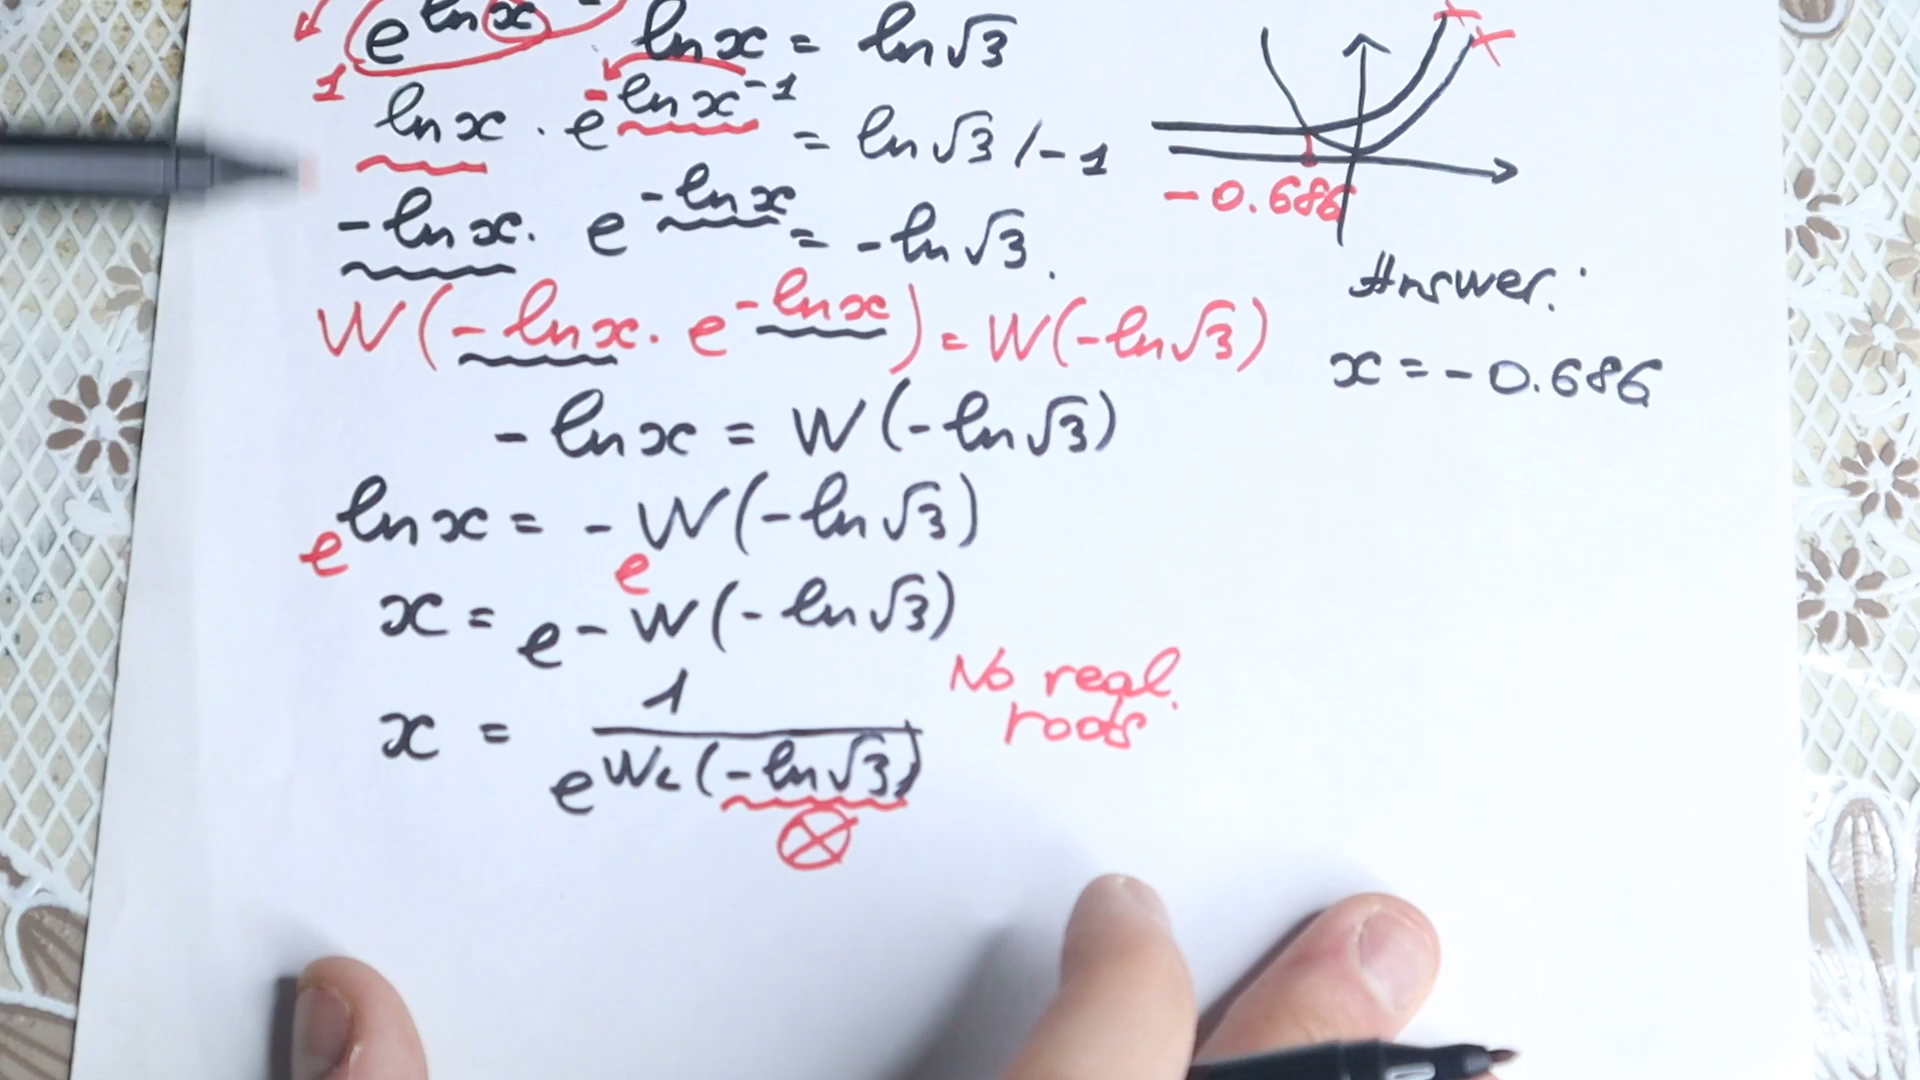 e^{ln x}
1
ln x = ln √3
ln x · e^{- ln x^{-1}} = ln √3 / -1
-ln x · e^{-ln x} = -ln √3.
W(-ln x · e^{-ln x}) = W(-ln √3)
-ln x = W(-ln √3)
e ln x = - e W(-ln √3)
x = e^{-W(-ln √3)}
x = 1 / e^{W_c(-ln √3)}
No real roots
-0.686
Answer:
x = -0.686